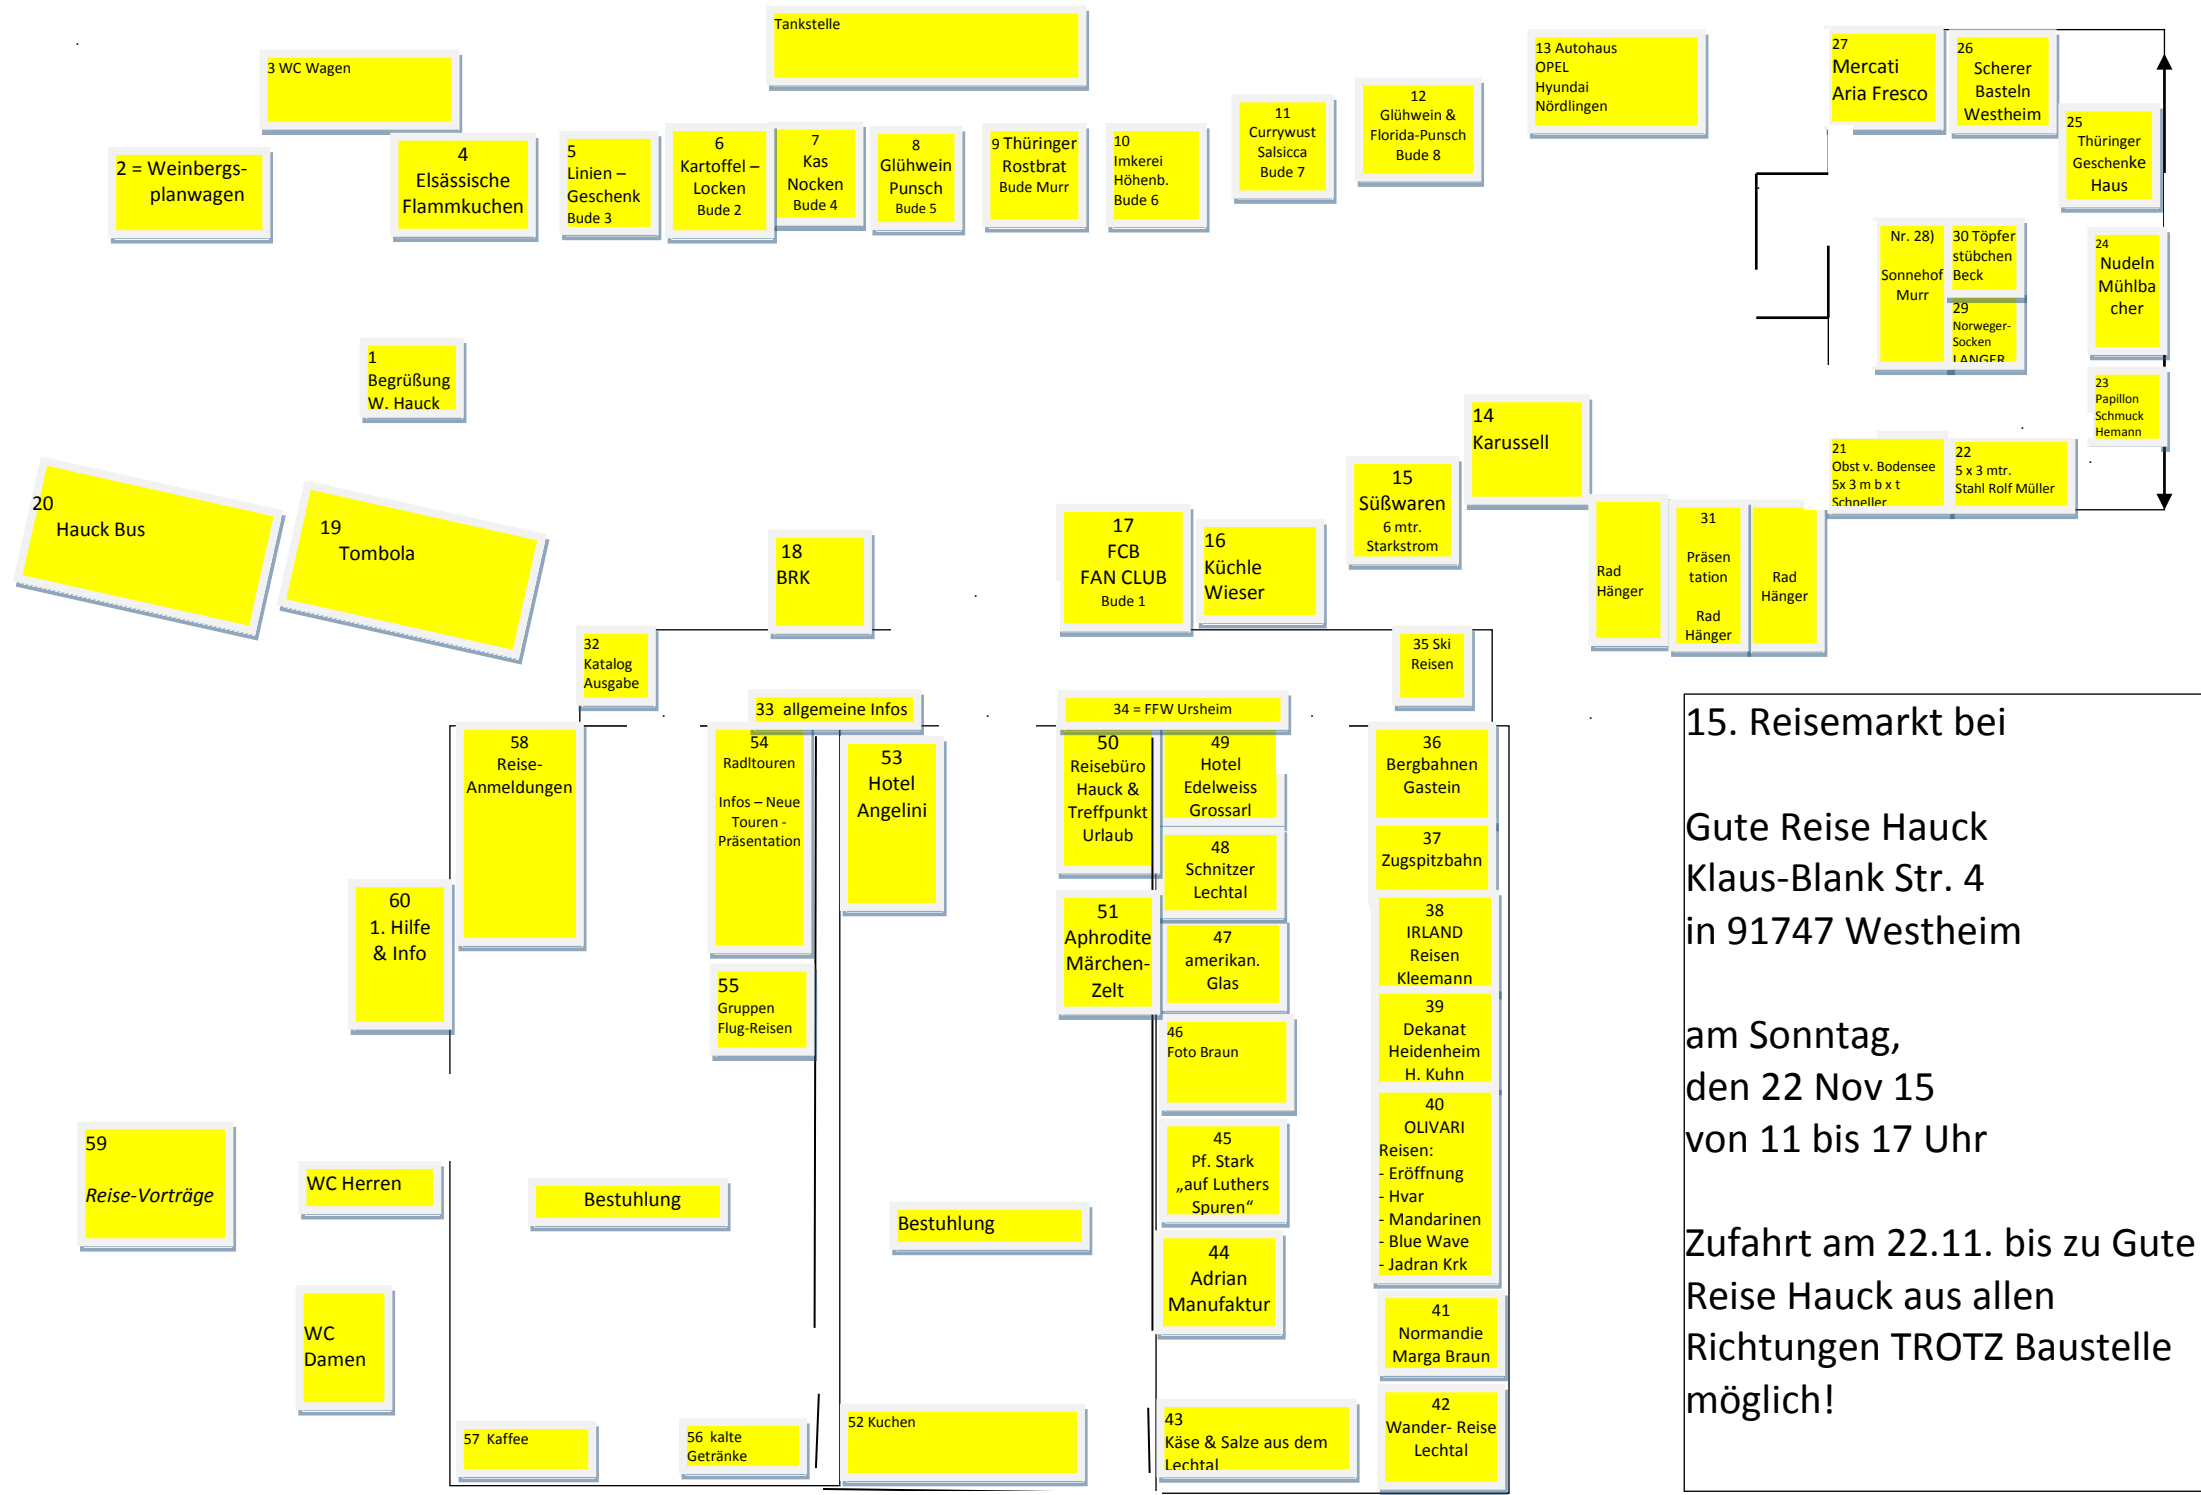 Tankstelle
3 WC Wagen
13 Autohaus
OPEL
Hyundai
Nördlingen
27
Mercati
Aria Fresco
26
Scherer
Basteln
Westheim
2 = Weinbergs-
planwagen
4
Elsässische
Flammkuchen
5
Linien –
Geschenk
Bude 3
6
Kartoffel –
Locken
Bude 2
7
Kas
Nocken
Bude 4
8
Glühwein
Punsch
Bude 5
9 Thüringer
Rostbrat
Bude Murr
10
Imkerei
Höhenb.
Bude 6
11
Currywust
Salsicca
Bude 7
12
Glühwein &
Florida-Punsch
Bude 8
25
Thüringer
Geschenke
Haus
Nr. 28)
Sonnehof
Murr
30 Töpfer
stübchen
Beck
29
Norweger-
Socken
LANGER
24
Nudeln
Mühlba
cher
23
Papillon
Schmuck
Hemann
1
Begrüßung
W. Hauck
14
Karussell
21
Obst v. Bodensee
5x 3 m b x t
Schneller
22
5 x 3 mtr.
Stahl Rolf Müller
20
Hauck Bus
19
Tombola
18
BRK
17
FCB
FAN CLUB
Bude 1
16
Küchle
Wieser
15
Süßwaren
6 mtr.
Starkstrom
Rad
Hänger
31
Präsen
tation
Rad
Hänger
Rad
Hänger
32
Katalog
Ausgabe
35 Ski
Reisen
33 allgemeine Infos
34 = FFW Ursheim
58
Reise-
Anmeldungen
54
Radltouren
Infos – Neue
Touren -
Präsentation
53
Hotel
Angelini
50
Reisebüro
Hauck &
Treffpunkt
Urlaub
49
Hotel
Edelweiss
Grossarl
36
Bergbahnen
Gastein
48
Schnitzer
Lechtal
37
Zugspitzbahn
60
1. Hilfe
& Info
51
Aphrodite
Märchen-
Zelt
47
amerikan.
Glas
38
IRLAND
Reisen
Kleemann
55
Gruppen
Flug-Reisen
46
Foto Braun
39
Dekanat
Heidenheim
H. Kuhn
59
Reise-Vorträge
WC Herren
Bestuhlung
Bestuhlung
45
Pf. Stark
„auf Luthers
Spuren“
40
OLIVARI
Reisen:
- Eröffnung
- Hvar
- Mandarinen
- Blue Wave
- Jadran Krk
44
Adrian
Manufaktur
WC
Damen
41
Normandie
Marga Braun
57 Kaffee
56 kalte
Getränke
52 Kuchen
43
Käse & Salze aus dem
Lechtal
42
Wander- Reise
Lechtal
15. Reisemarkt bei
Gute Reise Hauck
Klaus-Blank Str. 4
in 91747 Westheim
am Sonntag,
den 22 Nov 15
von 11 bis 17 Uhr
Zufahrt am 22.11. bis zu Gute
Reise Hauck aus allen
Richtungen TROTZ Baustelle
möglich!